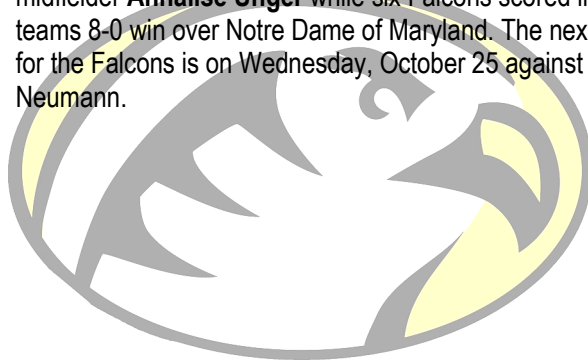 midfielder Annalise Unger while six Falcons scored
teams 8-0 win over Notre Dame of Maryland. The nex
for the Falcons is on Wednesday, October 25 against
Neumann.